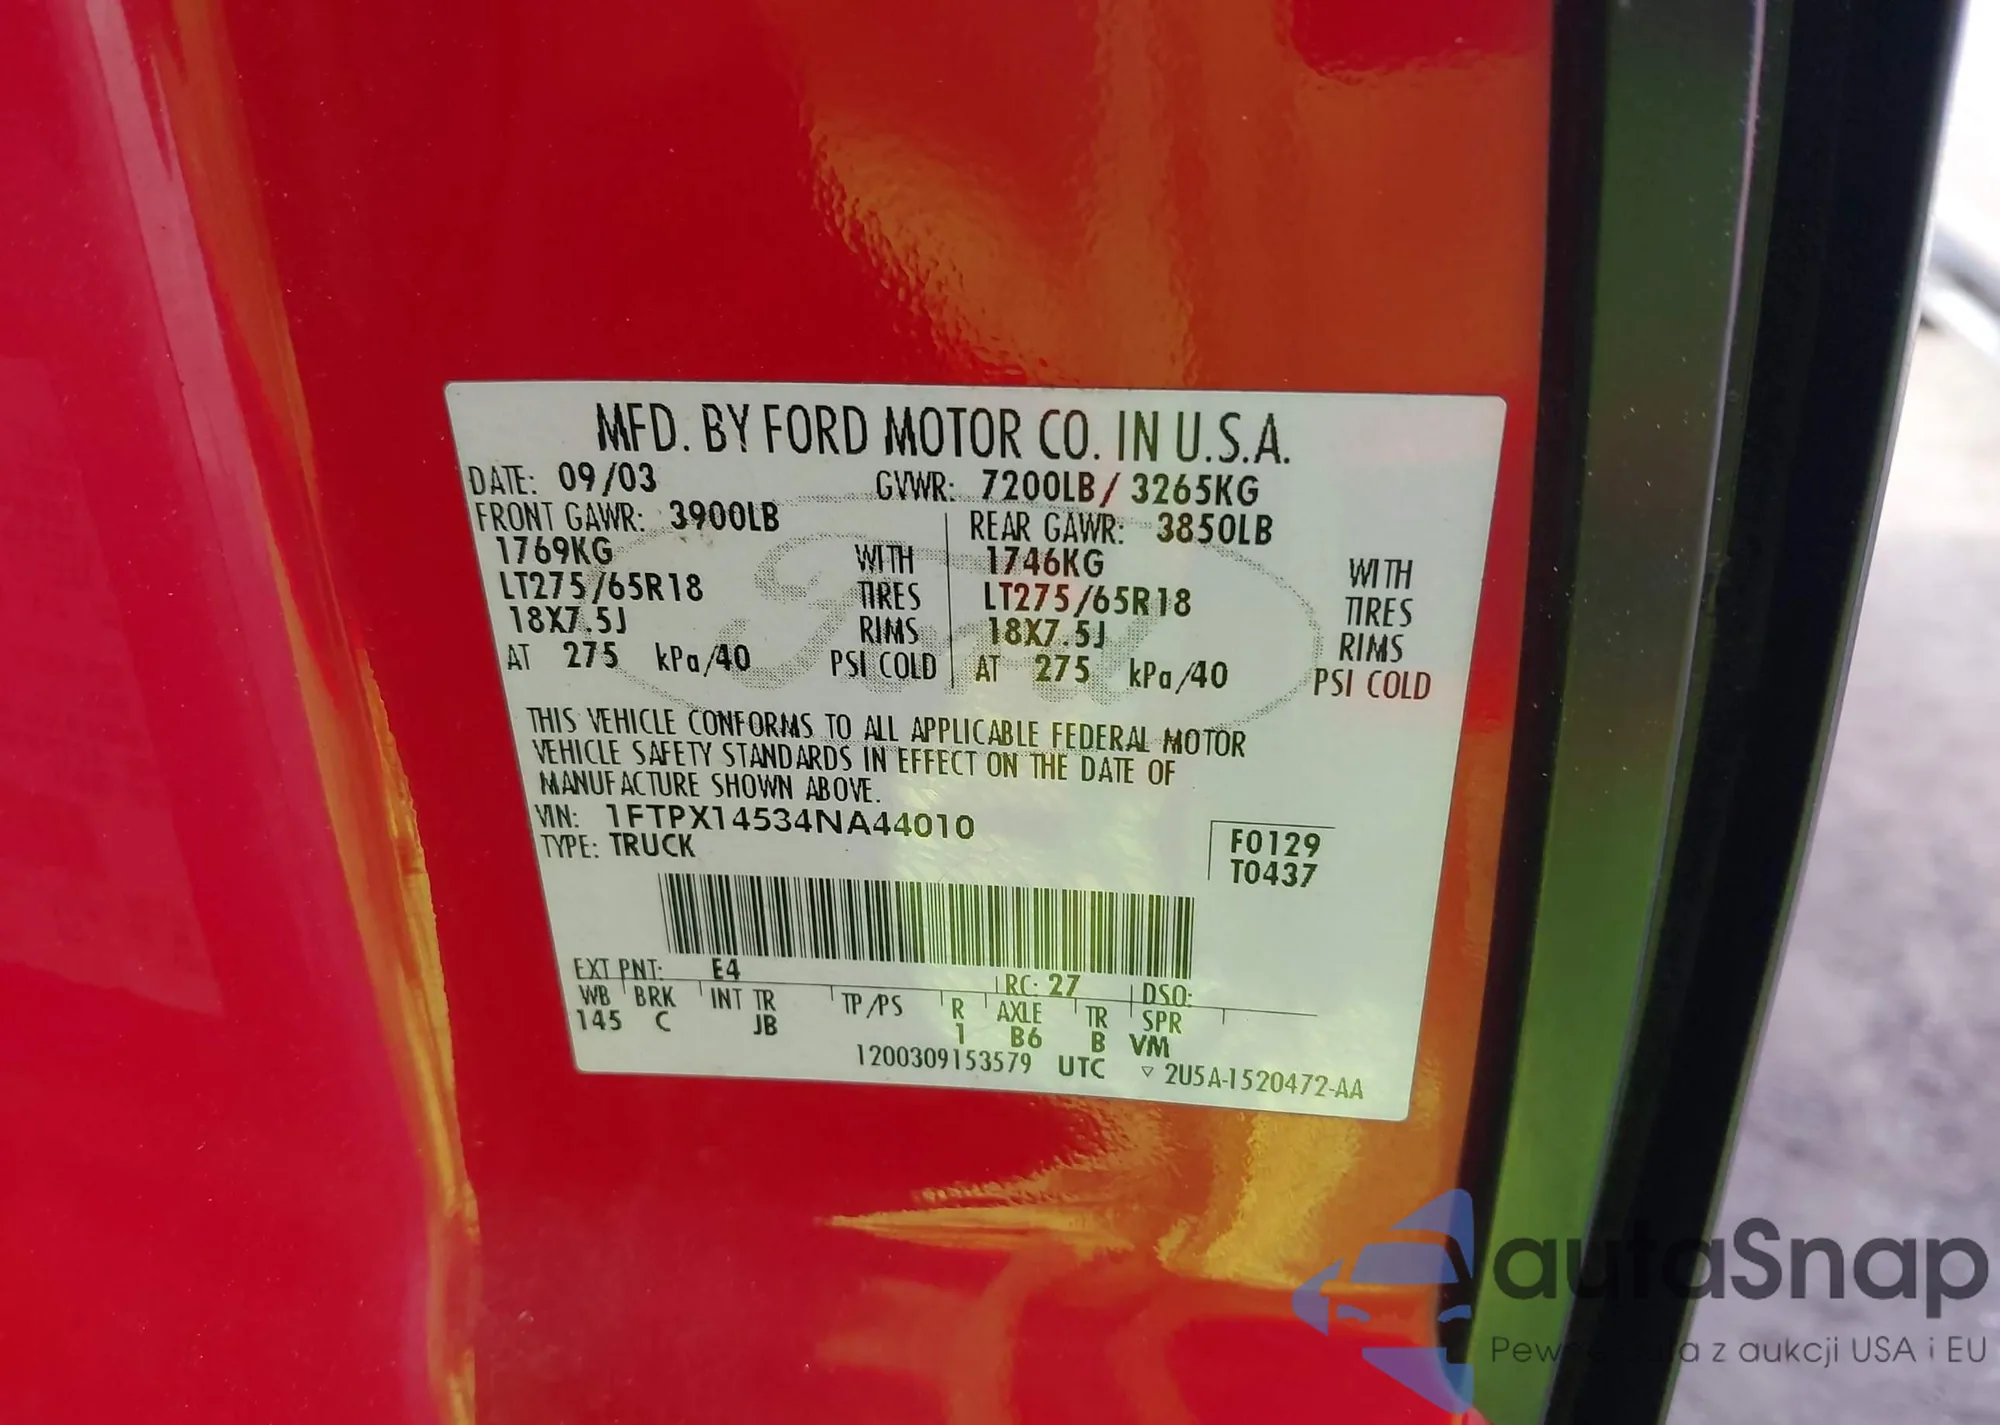 MFD. BY FORD MOTOR CO. IN U.S.A.
DATE: 09/03 GVWR: 7200LB/ 3265KG
FRONT GAWR: 3900LB REAR GAWR: 3850LB
1769KG WITH 1746KG WITH
LT275/65R18 TIRES LT275/65R18 TIRES
18X7.5J RIMS 18X7.5J RIMS
AT 275 kPa/40 PSI COLD AT 275 kPa/40 PSI COLD
THIS VEHICLE CONFORMS TO ALL APPLICABLE FEDERAL MOTOR
VEHICLE SAFETY STANDARDS IN EFFECT ON THE DATE OF
MANUFACTURE SHOWN ABOVE.
VIN: 1FTPX14534NA44010
TYPE: TRUCK
F0129
T0437
EXT PNT: E4 RC: 27 DSO:
WB BRK INT TR TP/PS R AXLE TR SPR
145 C JB 1 B6 B VM
1200309153579 UTC ▿ 2U5A-1520472-AA
Ford
autaSnap
z aukcji USA i EU